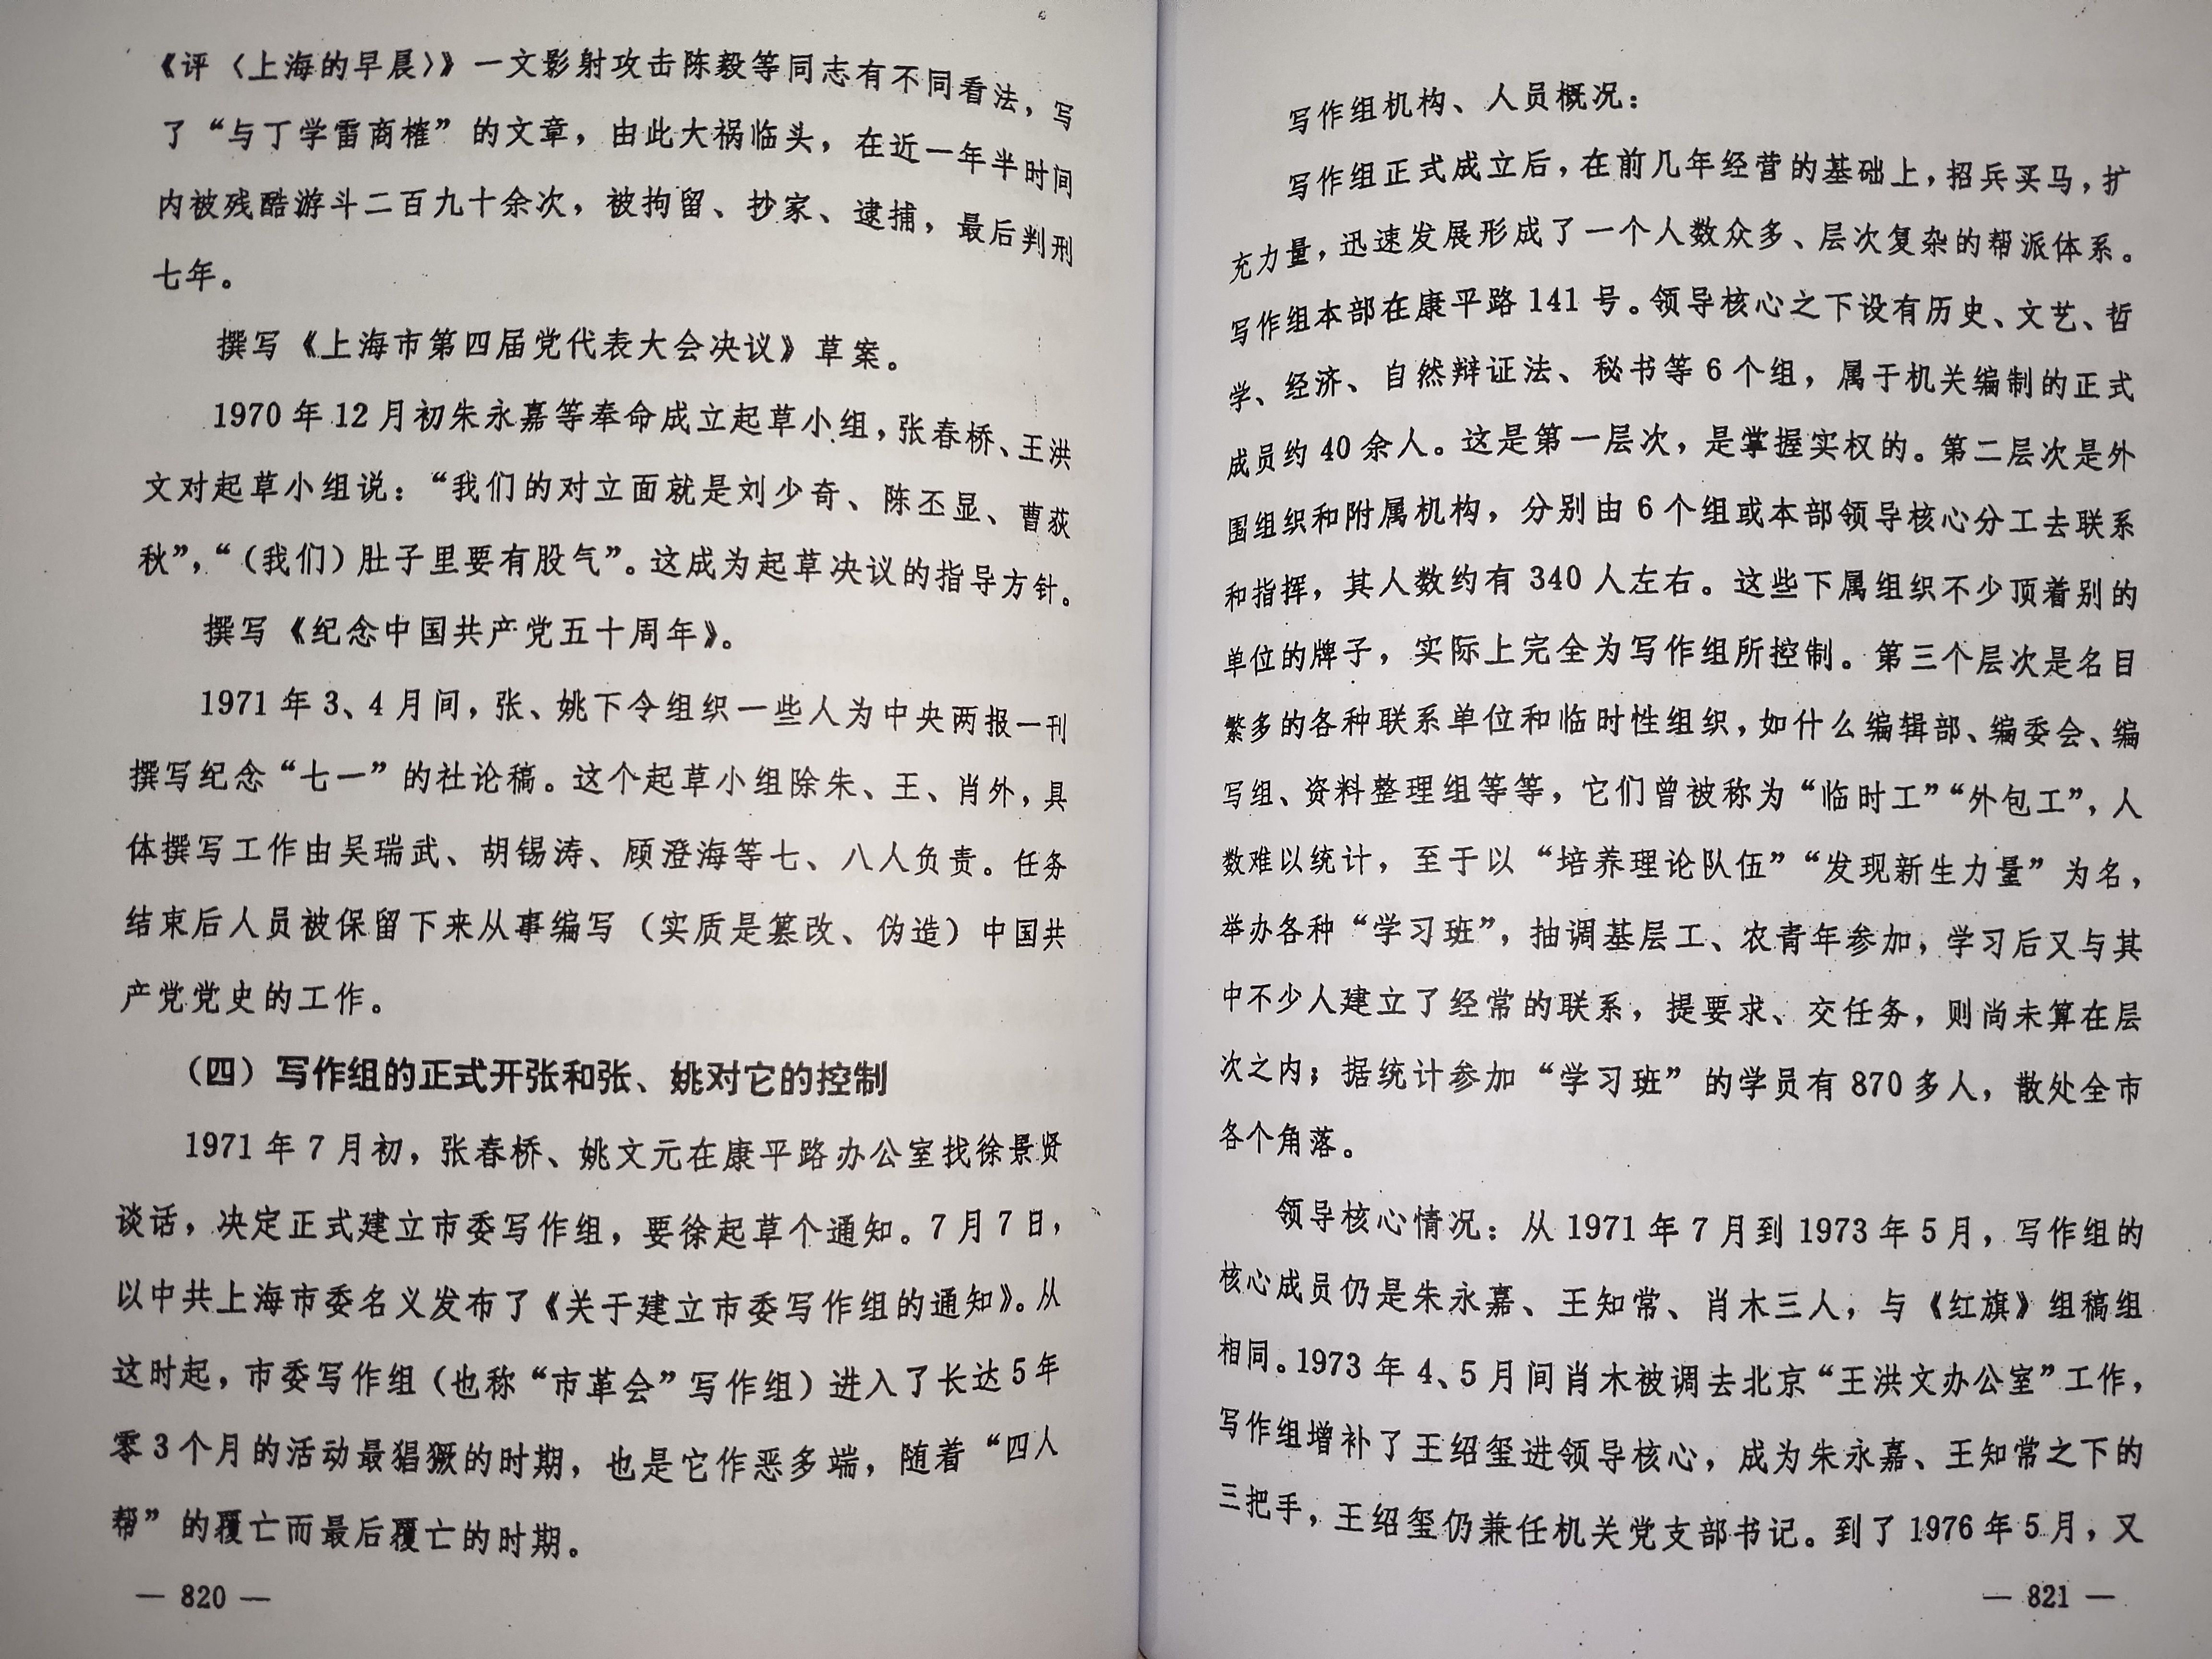 《评〈上海的早晨〉》一文影射攻击陈毅等同志有不同看法，写
了“与丁学雷商榷”的文章，由此大祸临头，在近一年半时间
内被残酷游斗二百九十余次，被拘留、抄家、逮捕，最后判刑
七年。
撰写《上海市第四届党代表大会决议》草案。
1970年12月初朱永嘉等奉命成立起草小组，张春桥、王洪
文对起草小组说：“我们的对立面就是刘少奇、陈丕显、曹荻
秋”，“（我们）肚子里要有股气”。这成为起草决议的指导方针。
撰写《纪念中国共产党五十周年》。
1971年3、4月间，张、姚下令组织一些人为中央两报一刊
撰写纪念“七一”的社论稿。这个起草小组除朱、王、肖外，具
体撰写工作由吴瑞武、胡锡涛、顾澄海等七、八人负责。任务
结束后人员被保留下来从事编写（实质是篡改、伪造）中国共
产党党史的工作。
（四）写作组的正式开张和张、姚对它的控制
1971年7月初，张春桥、姚文元在康平路办公室找徐景贤
谈话，决定正式建立市委写作组，要徐起草个通知。7月7日，
以中共上海市委名义发布了《关于建立市委写作组的通知》。从
这时起，市委写作组（也称“市革会”写作组）进入了长达5年
零3个月的活动最猖獗的时期，也是它作恶多端，随着“四人
帮”的覆亡而最后覆亡的时期。
— 820 —
写作组机构、人员概况：
写作组正式成立后，在前几年经营的基础上，招兵买马，扩
充力量，迅速发展形成了一个人数众多、层次复杂的帮派体系。
写作组本部在康平路141号。领导核心之下设有历史、文艺、哲
学、经济、自然辩证法、秘书等6个组，属于机关编制的正式
成员约40余人。这是第一层次，是掌握实权的。第二层次是外
围组织和附属机构，分别由6个组或本部领导核心分工去联系
和指挥，其人数约有340人左右。这些下属组织不少顶着别的
单位的牌子，实际上完全为写作组所控制。第三个层次是名目
繁多的各种联系单位和临时性组织，如什么编辑部、编委会、编
写组、资料整理组等等，它们曾被称为“临时工”“外包工”，人
数难以统计，至于以“培养理论队伍”“发现新生力量”为名，
举办各种“学习班”，抽调基层工、农青年参加，学习后又与其
中不少人建立了经常的联系，提要求、交任务，则尚未算在层
次之内；据统计参加“学习班”的学员有870多人，散处全市
各个角落。
领导核心情况：从1971年7月到1973年5月，写作组的
核心成员仍是朱永嘉、王知常、肖木三人，与《红旗》组稿组
相同。1973年4、5月间肖木被调去北京“王洪文办公室”工作，
写作组增补了王绍玺进领导核心，成为朱永嘉、王知常之下的
三把手，王绍玺仍兼任机关党支部书记。到了1976年5月，又
— 821 —